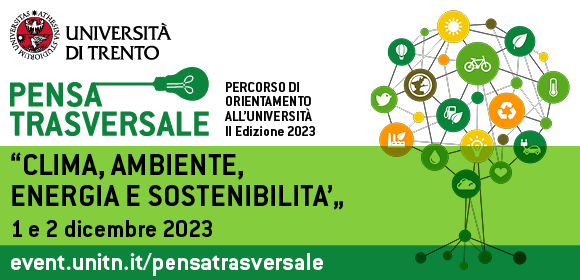 UNIVERSITÀ
DI TRENTO
PENSA
TRASVERSALE
PERCORSO DI
ORIENTAMENTO
ALL'UNIVERSITÀ
II Edizione 2023
“CLIMA, AMBIENTE,
ENERGIA E SOSTENIBILITA’„
1 e 2 dicembre 2023
event.unitn.it/pensatrasversale